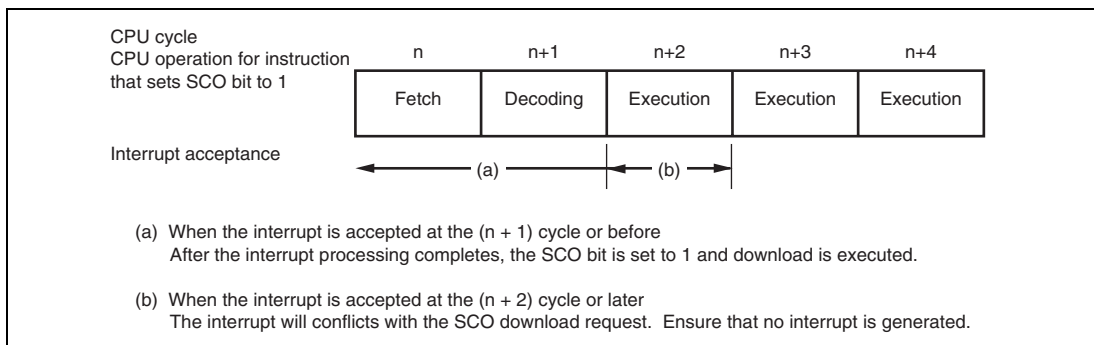 CPU cycle
CPU operation for instruction
that sets SCO bit to 1
n n+1 n+2 n+3 n+4
Fetch Decoding Execution Execution Execution
Interrupt acceptance
(a) (b)
(a) When the interrupt is accepted at the (n + 1) cycle or before
After the interrupt processing completes, the SCO bit is set to 1 and download is executed.
(b) When the interrupt is accepted at the (n + 2) cycle or later
The interrupt will conflicts with the SCO download request. Ensure that no interrupt is generated.